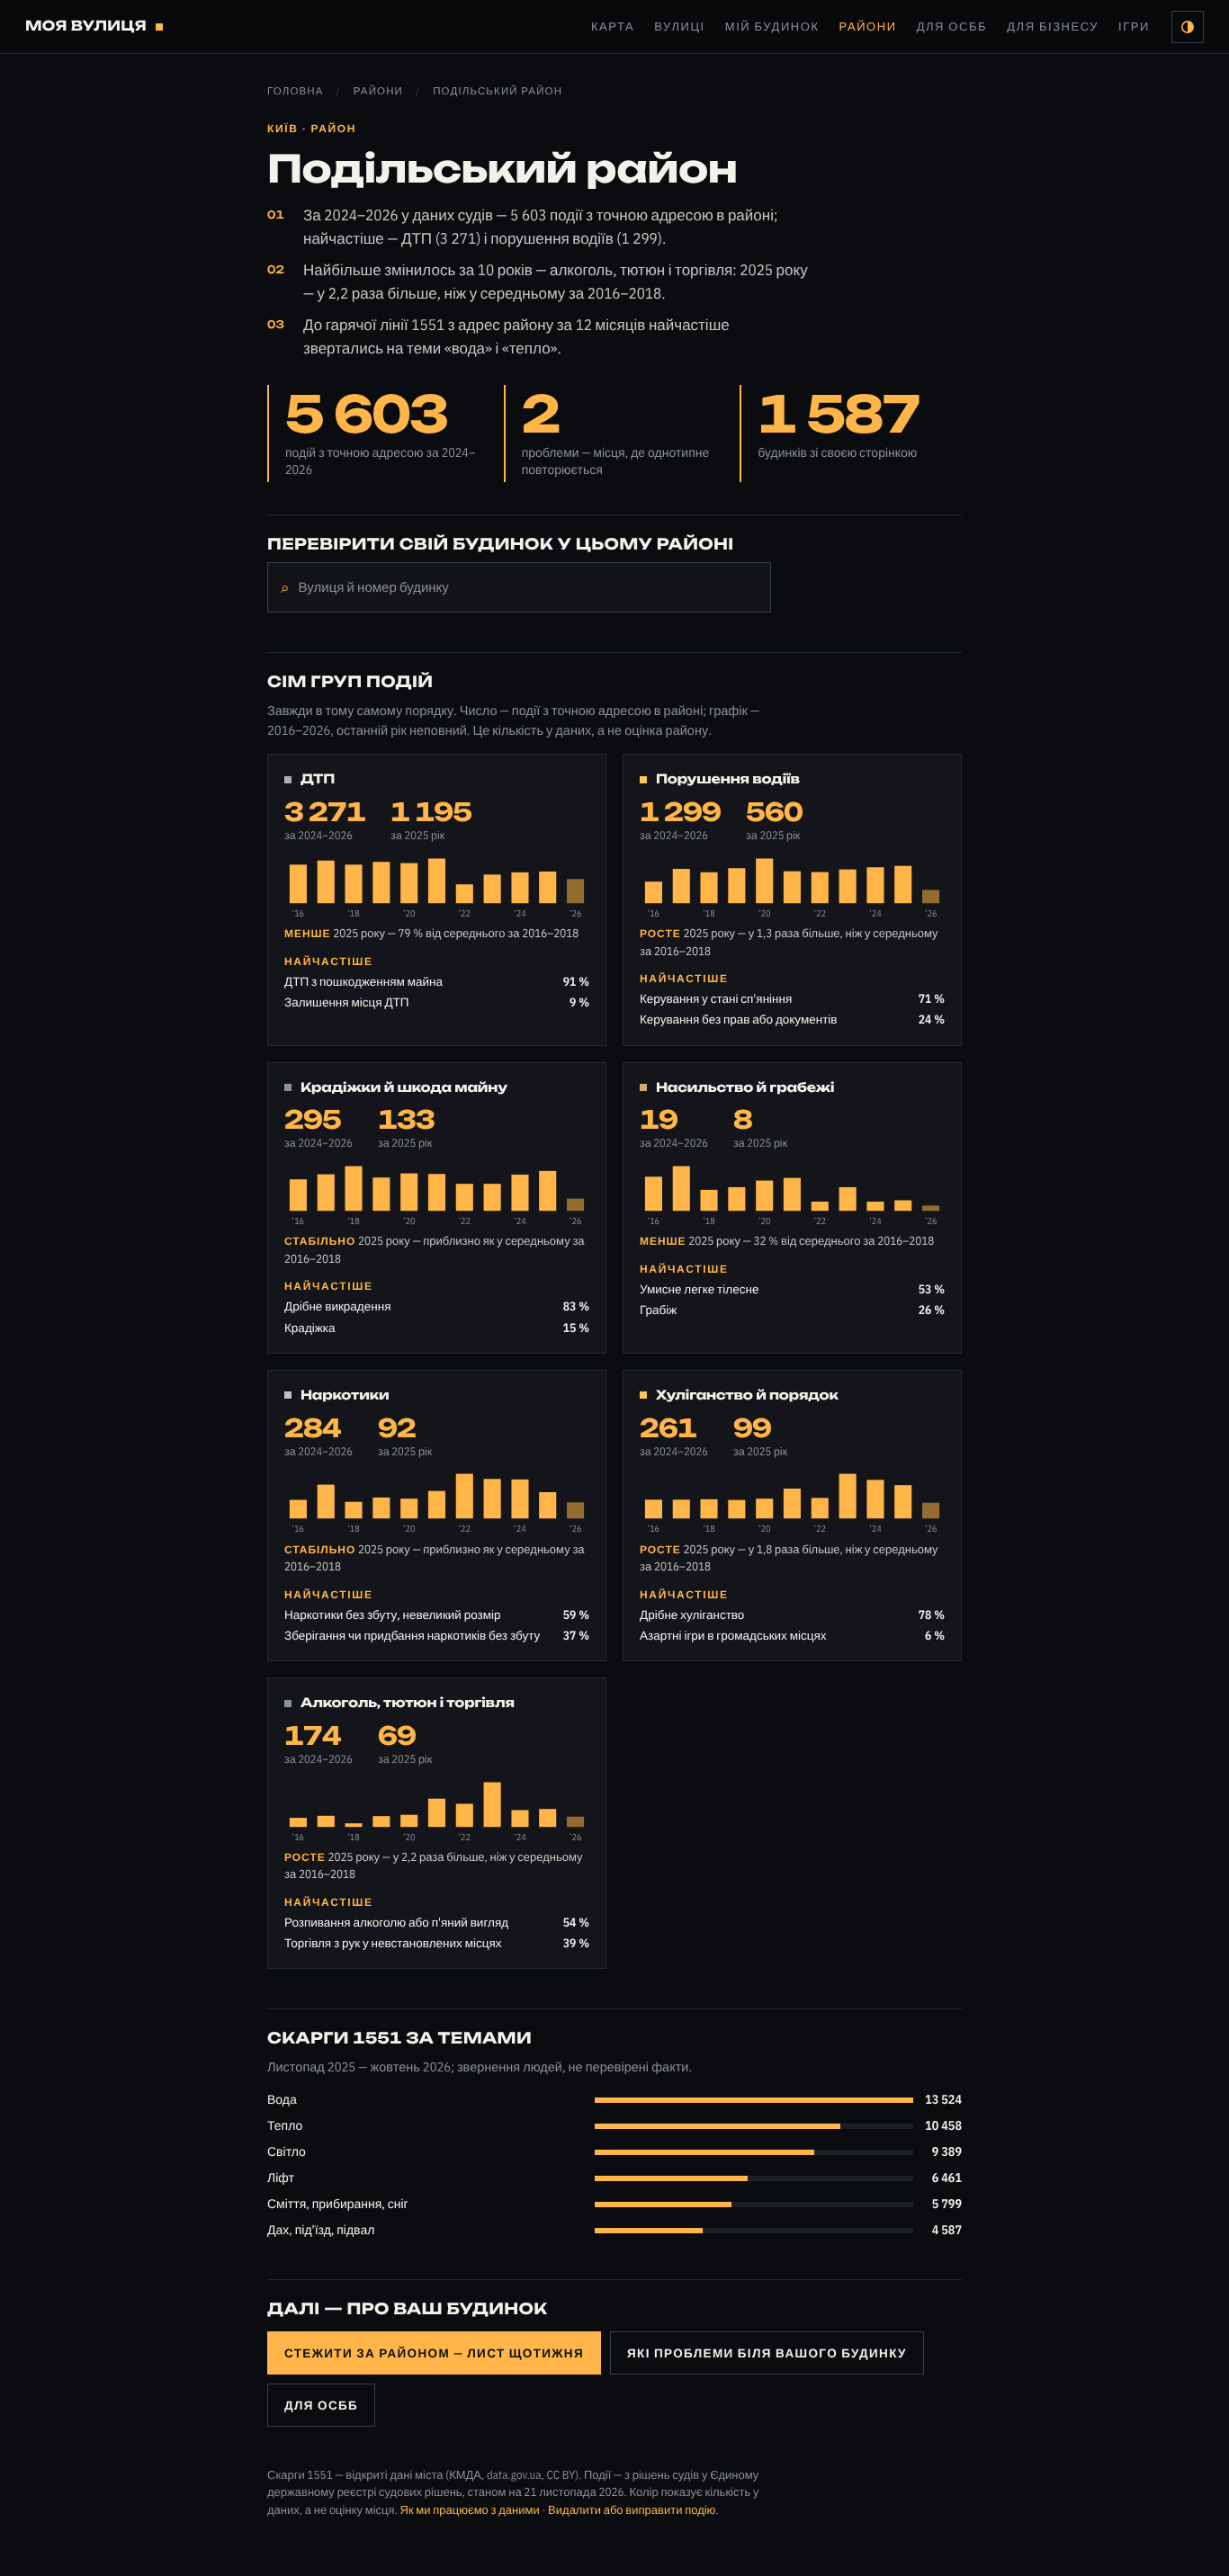 МОЯ ВУЛИЦЯ
КАРТА ВУЛИЦІ МІЙ БУДИНОК РАЙОНИ ДЛЯ ОСББ ДЛЯ БІЗНЕСУ ІГРИ
ГОЛОВНА / РАЙОНИ / ПОДІЛЬСЬКИЙ РАЙОН
КИЇВ · РАЙОН
Подільський район
01 За 2024–2026 у даних судів — 5 603 події з точною адресою в районі;
найчастіше — ДТП (3 271) і порушення водіїв (1 299).
02 Найбільше змінилось за 10 років — алкоголь, тютюн і торгівля: 2025 року
— у 2,2 раза більше, ніж у середньому за 2016–2018.
03 До гарячої лінії 1551 з адрес району за 12 місяців найчастіше
звертались на теми «вода» і «тепло».
5 603
подій з точною адресою за 2024–
2026
2
проблеми — місця, де однотипне
повторюється
1 587
будинків зі своєю сторінкою
ПЕРЕВІРИТИ СВІЙ БУДИНОК У ЦЬОМУ РАЙОНІ
Вулиця й номер будинку
СІМ ГРУП ПОДІЙ
Завжди в тому самому порядку. Число — події з точною адресою в районі; графік —
2016–2026, останній рік неповний. Це кількість у даних, а не оцінка району.
ДТП
3 271 1 195
за 2024–2026 за 2025 рік
'16 '18 '20 '22 '24 '26
МЕНШЕ 2025 року — 79 % від середнього за 2016–2018
НАЙЧАСТІШЕ
ДТП з пошкодженням майна 91 %
Залишення місця ДТП 9 %
Порушення водіїв
1 299 560
за 2024–2026 за 2025 рік
'16 '18 '20 '22 '24 '26
РОСТЕ 2025 року — у 1,3 раза більше, ніж у середньому
за 2016–2018
НАЙЧАСТІШЕ
Керування у стані сп'яніння 71 %
Керування без прав або документів 24 %
Крадіжки й шкода майну
295 133
за 2024–2026 за 2025 рік
'16 '18 '20 '22 '24 '26
СТАБІЛЬНО 2025 року — приблизно як у середньому за
2016–2018
НАЙЧАСТІШЕ
Дрібне викрадення 83 %
Крадіжка 15 %
Насильство й грабежі
19 8
за 2024–2026 за 2025 рік
'16 '18 '20 '22 '24 '26
МЕНШЕ 2025 року — 32 % від середнього за 2016–2018
НАЙЧАСТІШЕ
Умисне легке тілесне 53 %
Грабіж 26 %
Наркотики
284 92
за 2024–2026 за 2025 рік
'16 '18 '20 '22 '24 '26
СТАБІЛЬНО 2025 року — приблизно як у середньому за
2016–2018
НАЙЧАСТІШЕ
Наркотики без збуту, невеликий розмір 59 %
Зберігання чи придбання наркотиків без збуту 37 %
Хуліганство й порядок
261 99
за 2024–2026 за 2025 рік
'16 '18 '20 '22 '24 '26
РОСТЕ 2025 року — у 1,8 раза більше, ніж у середньому
за 2016–2018
НАЙЧАСТІШЕ
Дрібне хуліганство 78 %
Азартні ігри в громадських місцях 6 %
Алкоголь, тютюн і торгівля
174 69
за 2024–2026 за 2025 рік
'16 '18 '20 '22 '24 '26
РОСТЕ 2025 року — у 2,2 раза більше, ніж у середньому
за 2016–2018
НАЙЧАСТІШЕ
Розпивання алкоголю або п'яний вигляд 54 %
Торгівля з рук у невстановлених місцях 39 %
СКАРГИ 1551 ЗА ТЕМАМИ
Листопад 2025 — жовтень 2026; звернення людей, не перевірені факти.
Вода 13 524
Тепло 10 458
Світло 9 389
Ліфт 6 461
Сміття, прибирання, сніг 5 799
Дах, під'їзд, підвал 4 587
ДАЛІ — ПРО ВАШ БУДИНОК
СТЕЖИТИ ЗА РАЙОНОМ — ЛИСТ ЩОТИЖНЯ
ЯКІ ПРОБЛЕМИ БІЛЯ ВАШОГО БУДИНКУ
ДЛЯ ОСББ
Скарги 1551 — відкриті дані міста (КМДА, data.gov.ua, CC BY). Події — з рішень судів у Єдиному
державному реєстрі судових рішень, станом на 21 листопада 2026. Колір показує кількість у
даних, а не оцінку місця. Як ми працюємо з даними · Видалити або виправити подію.